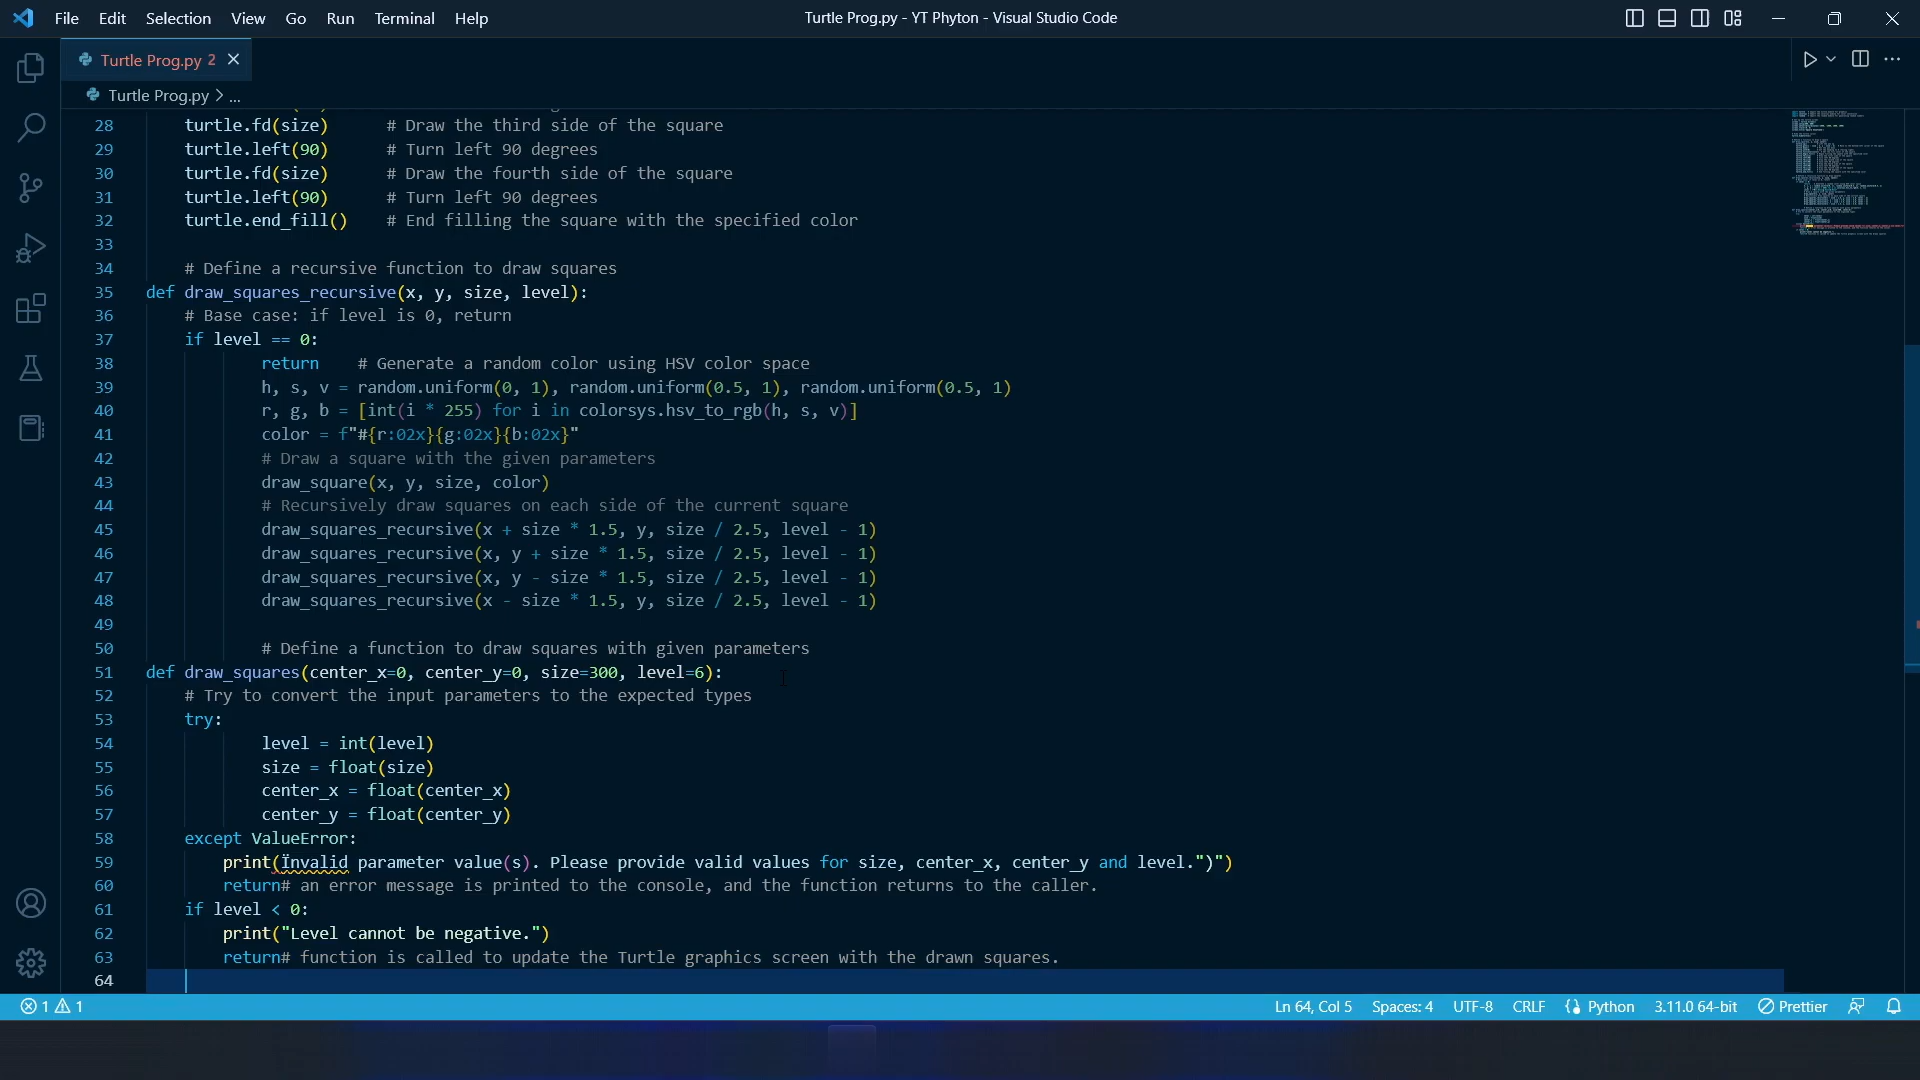 File Edit Selection View Go Run Terminal Help
Turtle Prog.py - YT Phyton - Visual Studio Code
Turtle Prog.py 2
Turtle Prog.py > ...
28 turtle.fd(size) # Draw the third side of the square
29 turtle.left(90) # Turn left 90 degrees
30 turtle.fd(size) # Draw the fourth side of the square
31 turtle.left(90) # Turn left 90 degrees
32 turtle.end_fill() # End filling the square with the specified color
33
34 # Define a recursive function to draw squares
35 def draw_squares_recursive(x, y, size, level):
36 # Base case: if level is 0, return
37 if level == 0:
38 return # Generate a random color using HSV color space
39 h, s, v = random.uniform(0, 1), random.uniform(0.5, 1), random.uniform(0.5, 1)
40 r, g, b = [int(i * 255) for i in colorsys.hsv_to_rgb(h, s, v)]
41 color = f"#{r:02x}{g:02x}{b:02x}"
42 # Draw a square with the given parameters
43 draw_square(x, y, size, color)
44 # Recursively draw squares on each side of the current square
45 draw_squares_recursive(x + size * 1.5, y, size / 2.5, level - 1)
46 draw_squares_recursive(x, y + size * 1.5, size / 2.5, level - 1)
47 draw_squares_recursive(x, y - size * 1.5, size / 2.5, level - 1)
48 draw_squares_recursive(x - size * 1.5, y, size / 2.5, level - 1)
49
50 # Define a function to draw squares with given parameters
51 def draw_squares(center_x=0, center_y=0, size=300, level=6):
52 # Try to convert the input parameters to the expected types
53 try:
54 level = int(level)
55 size = float(size)
56 center_x = float(center_x)
57 center_y = float(center_y)
58 except ValueError:
59 print(Ïnvalid parameter value(s). Please provide valid values for size, center_x, center_y and level.")")
60 return# an error message is printed to the console, and the function returns to the caller.
61 if level < 0:
62 print("Level cannot be negative.")
63 return# function is called to update the Turtle graphics screen with the drawn squares.
64
1 1 Ln 64, Col 5 Spaces: 4 UTF-8 CRLF Python 3.11.0 64-bit Prettier